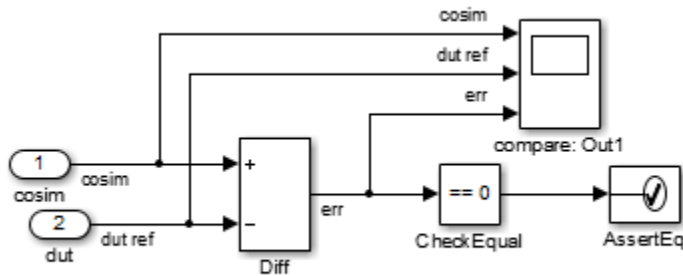 cosim
dut ref
err
compare: Out1
1
cosim
cosim
+
2
dut ref
dut
−
Diff
err
== 0
CheckEqual
AssertEq